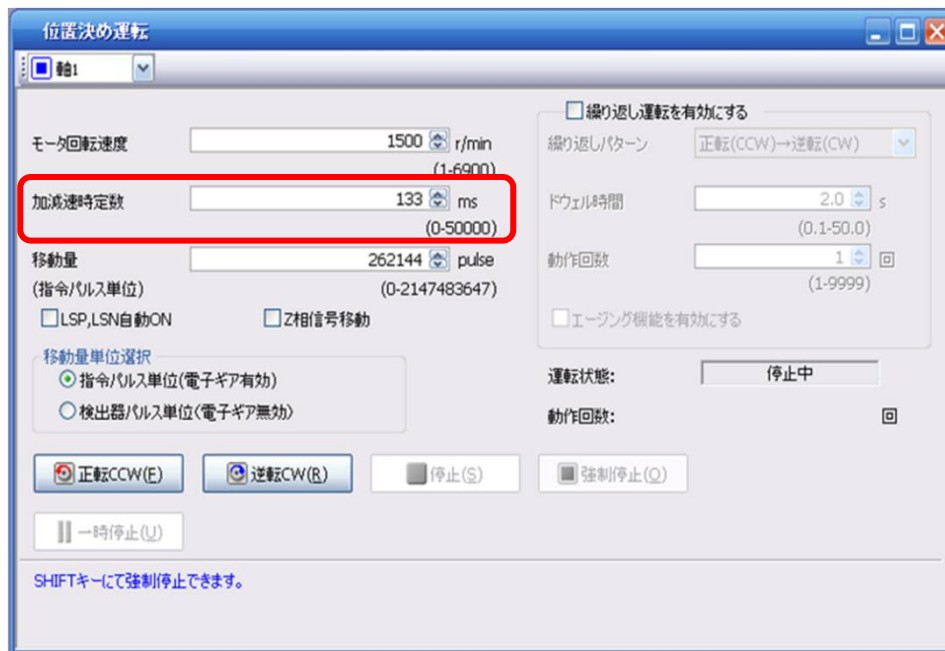 位置決め運転
軸1
モータ回転速度 1500 r/min
(1-6900)
加減速時定数 133 ms
(0-50000)
移動量 262144 pulse
(指令パルス単位) (0-2147483647)
LSP,LSN自動ON Z相信号移動
移動量単位選択
指令パルス単位(電子ギア有効)
検出器パルス単位(電子ギア無効)
繰り返し運転を有効にする
繰り返しパターン 正転(CCW)→逆転(CW)
ドウェル時間 2.0 s
(0.1-50.0)
動作回数 1 回
(1-9999)
エージング機能を有効にする
運転状態: 停止中
動作回数: 回
正転CCW(F) 逆転CW(R) 停止(S) 強制停止(O)
一時停止(U)
SHIFTキーにて強制停止できます。